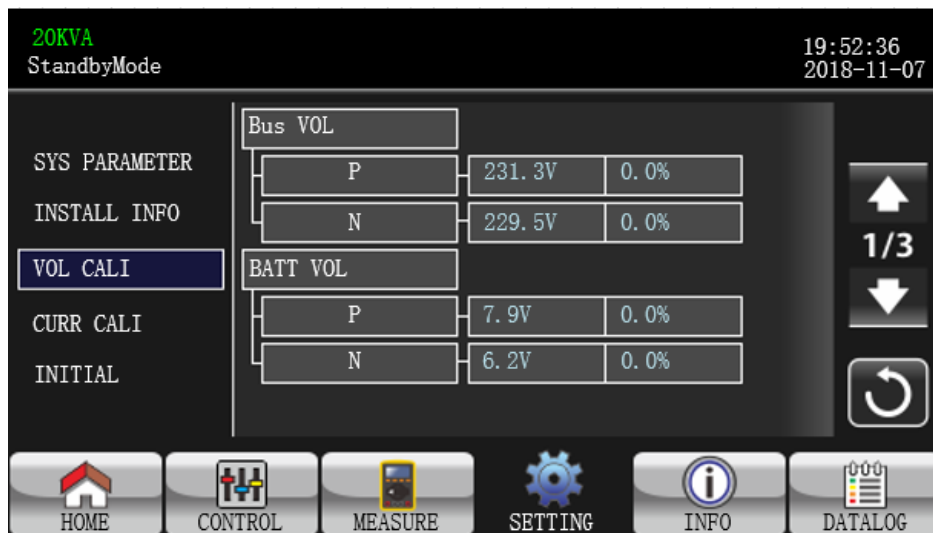 20KVA
StandbyMode
19:52:36
2018-11-07
SYS PARAMETER
INSTALL INFO
VOL CALI
CURR CALI
INITIAL
Bus VOL
P 231.3V 0.0%
N 229.5V 0.0%
BATT VOL
P 7.9V 0.0%
N 6.2V 0.0%
1/3
HOME CONTROL MEASURE SETTING INFO DATALOG